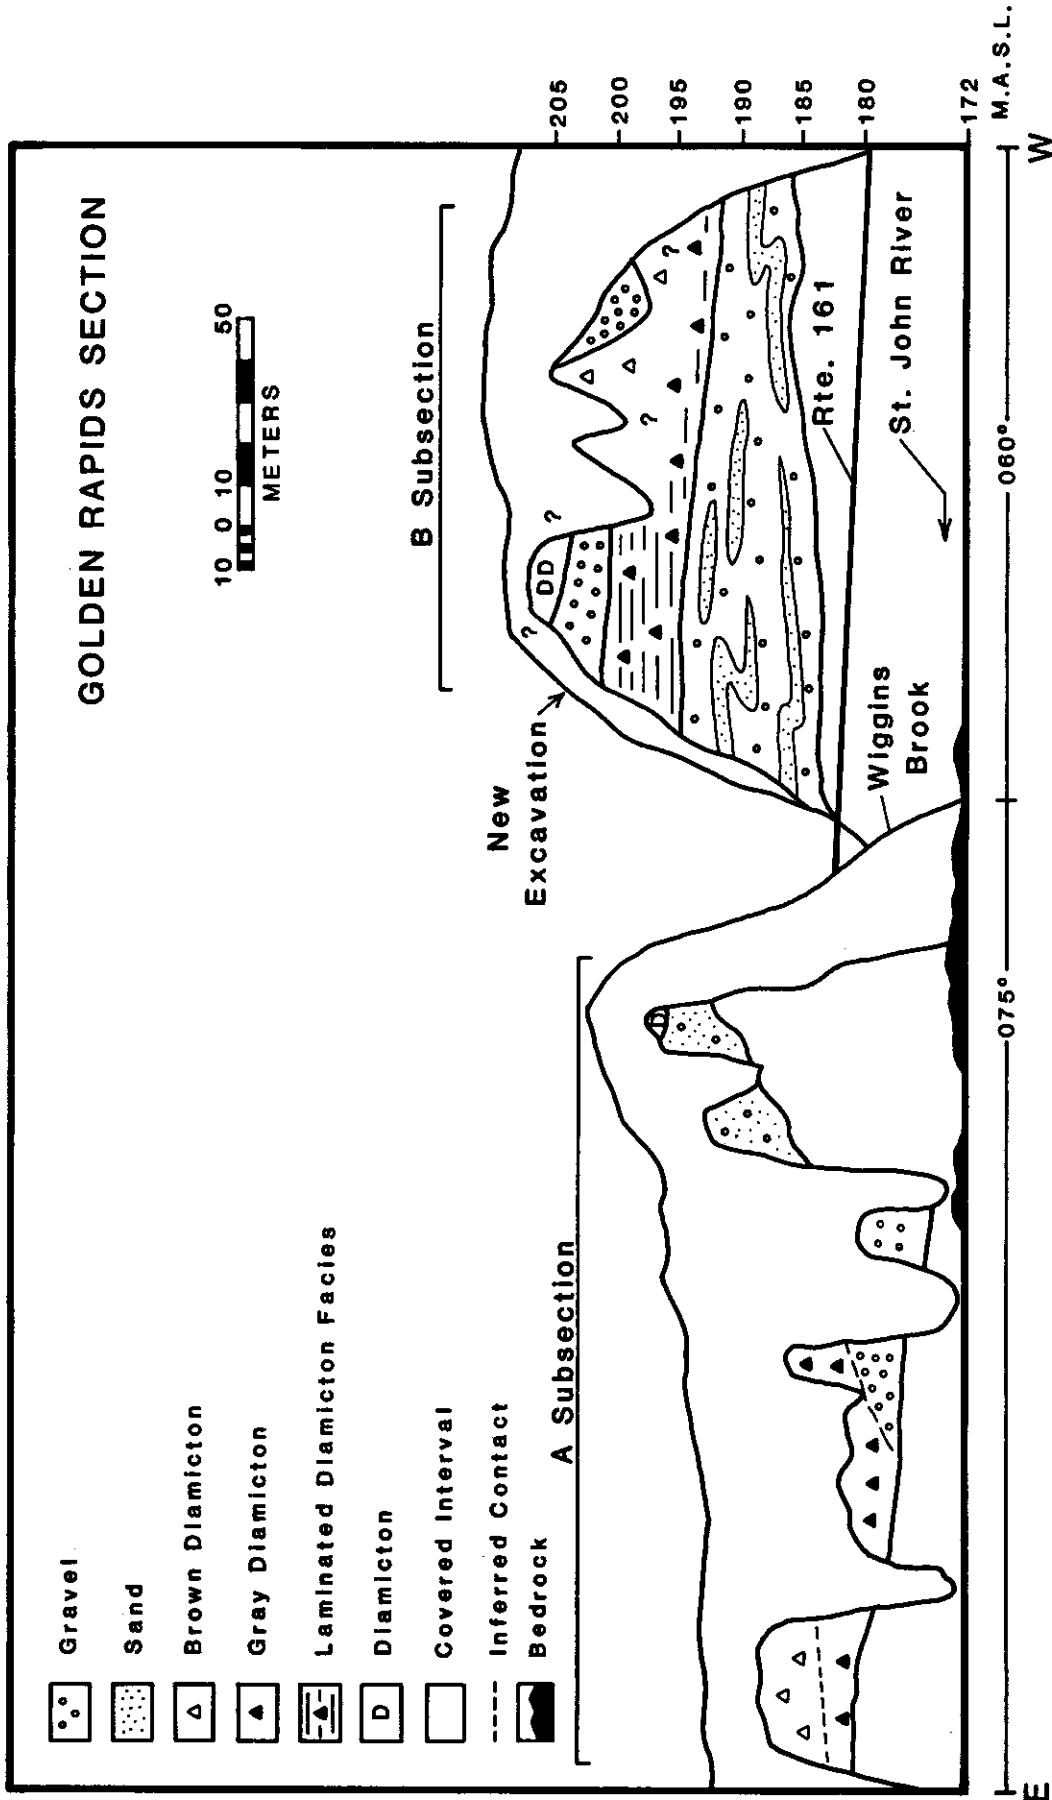 GOLDEN RAPIDS SECTION
10 0 10 50
METERS
Gravel
Sand
Brown Diamicton
Gray Diamicton
Laminated Diamicton Facies
D
Diamicton
Covered Interval
Inferred Contact
Bedrock
A Subsection
B Subsection
New
Excavation
?
?
DD
?
?
D
Wiggins
Brook
Rte. 161
St. John River
205
200
195
190
185
180
172
M.A.S.L.
E
075°
060°
W